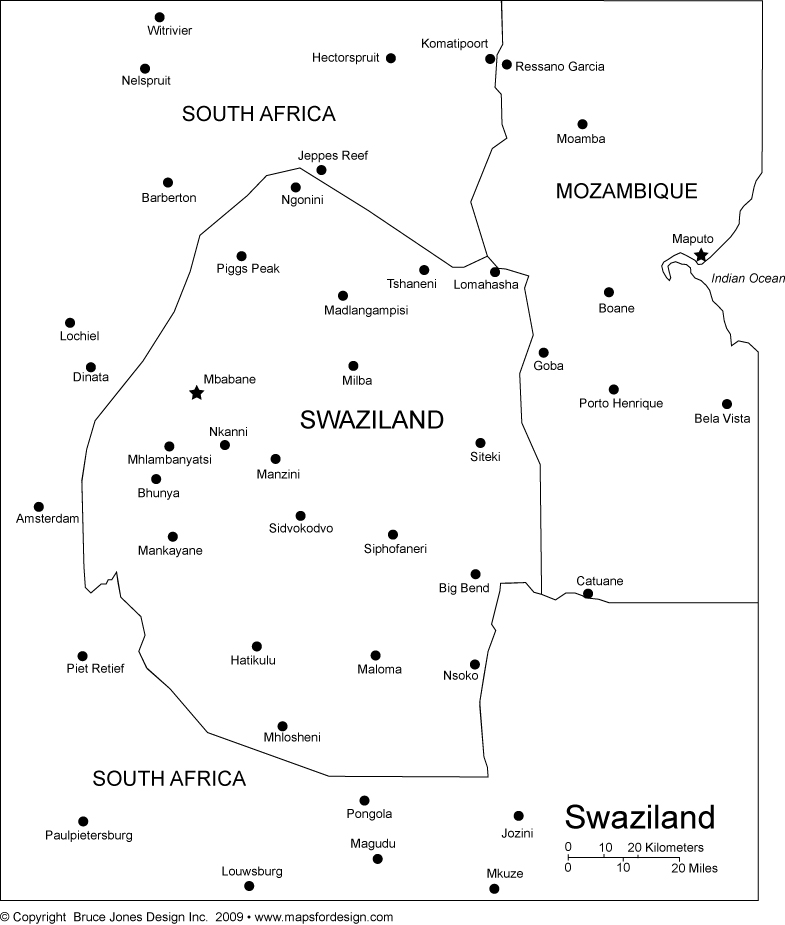 Witrivier
Komatipoort
Hectorspruit
Ressano Garcia
Nelspruit
SOUTH AFRICA
Moamba
Jeppes Reef
Barberton
Ngonini
MOZAMBIQUE
Maputo
Piggs Peak
Tshaneni
Lomahasha
Indian Ocean
Madlangampisi
Boane
Lochiel
Goba
Dinata
Mbabane
Milba
Porto Henrique
Bela Vista
SWAZILAND
Nkanni
Mhlambanyatsi
Manzini
Siteki
Bhunya
Amsterdam
Sidvokodvo
Mankayane
Siphofaneri
Big Bend
Catuane
Piet Retief
Hatikulu
Maloma
Nsoko
Mhlosheni
SOUTH AFRICA
Pongola
Paulpietersburg
Jozini
Swaziland
Magudu
0 10 20 Kilometers
0 10 20 Miles
Louwsburg
Mkuze
© Copyright Bruce Jones Design Inc. 2009 • www.mapsfordesign.com